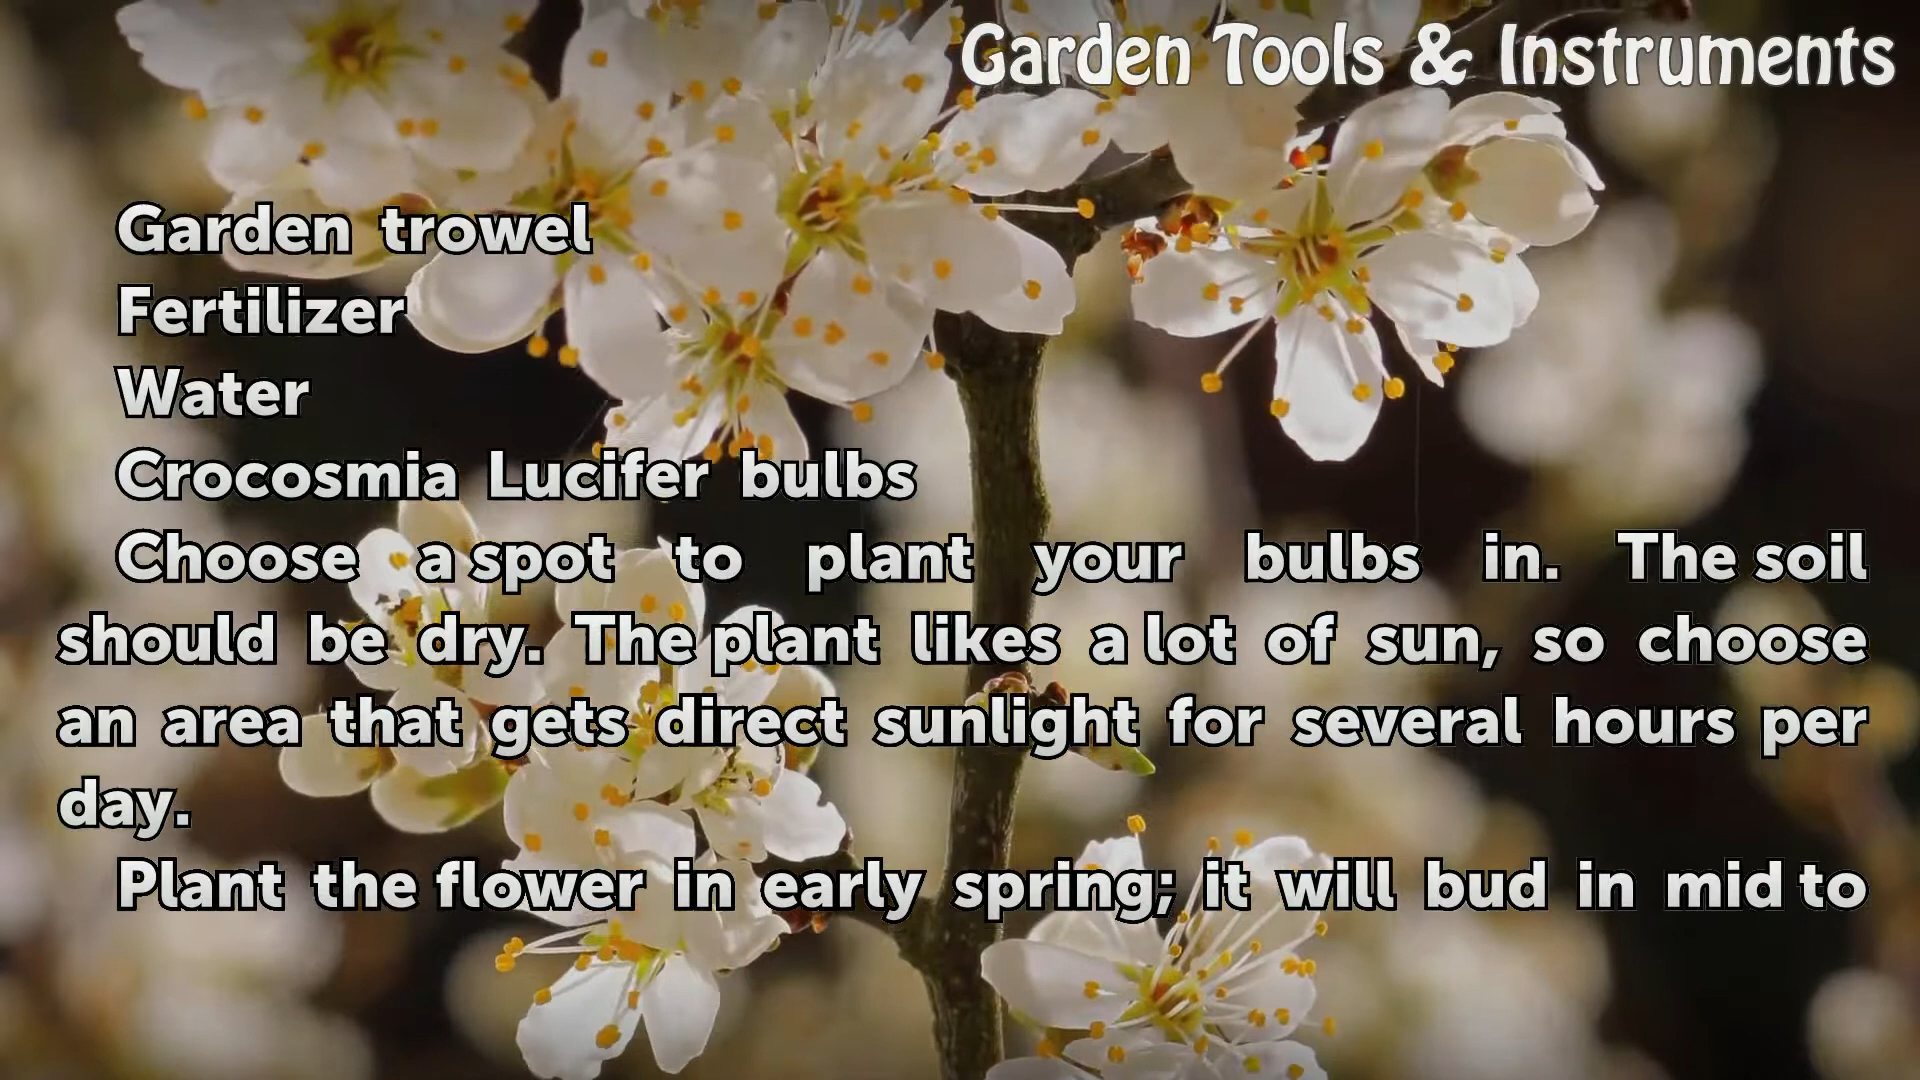 Garden Tools & Instruments
Garden trowel
Fertilizer
Water
Crocosmia Lucifer bulbs
Choose a spot to plant your bulbs in. The soil
should be dry. The plant likes a lot of sun, so choose
an area that gets direct sunlight for several hours per
day.
Plant the flower in early spring; it will bud in mid to